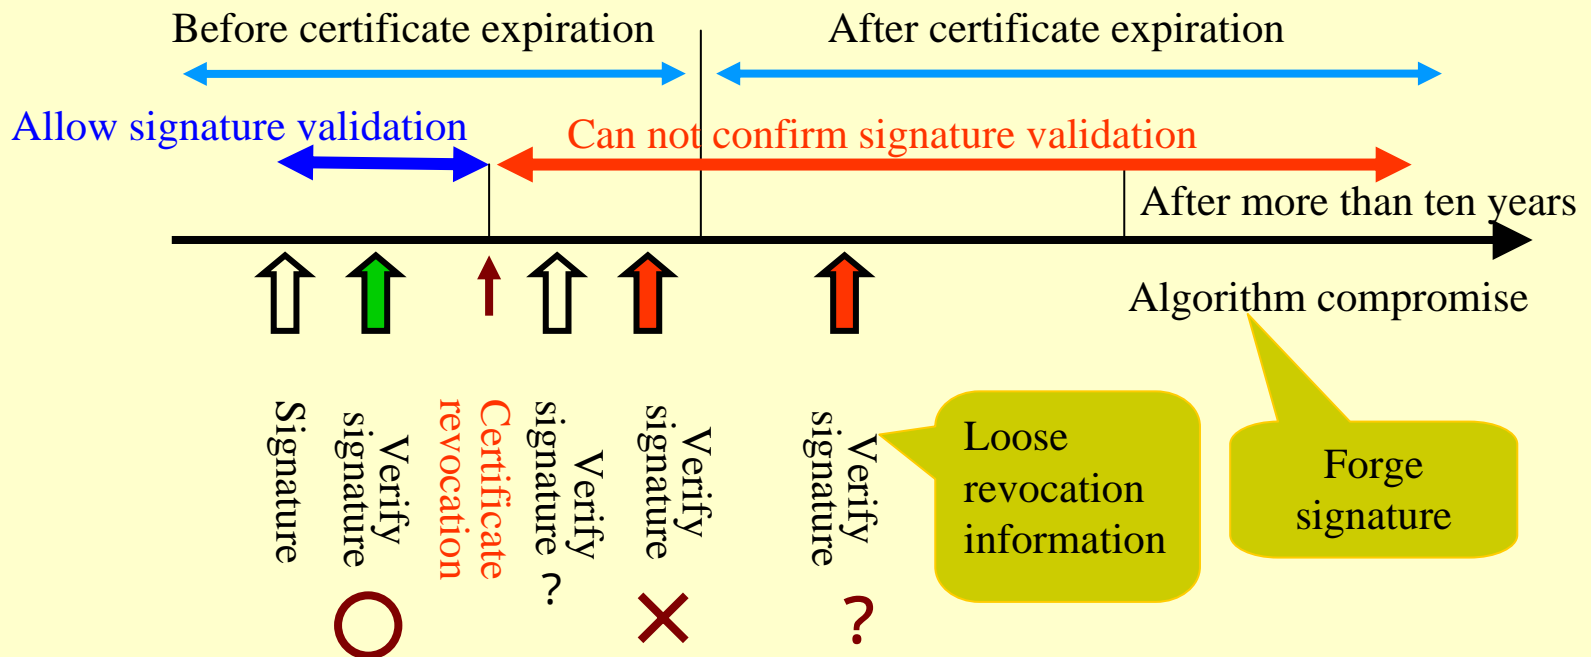 Before certificate expiration
After certificate expiration
Allow signature validation
Can not confirm signature validation
After more than ten years
Algorithm compromise
Signature
Verify
signature
Certificate
revocation
Verify
signature ?
Verify
signature
Verify
signature
Loose
revocation
information
Forge
signature
○
×
?